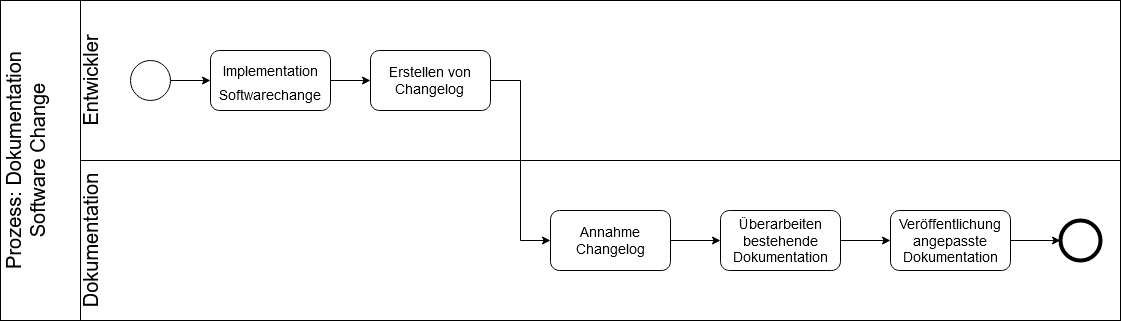 Prozess: Dokumentation
Software Change
Entwickler
Implementation
Softwarechange
Erstellen von
Changelog
Dokumentation
Annahme
Changelog
Überarbeiten
bestehende
Dokumentation
Veröffentlichung
angepasste
Dokumentation